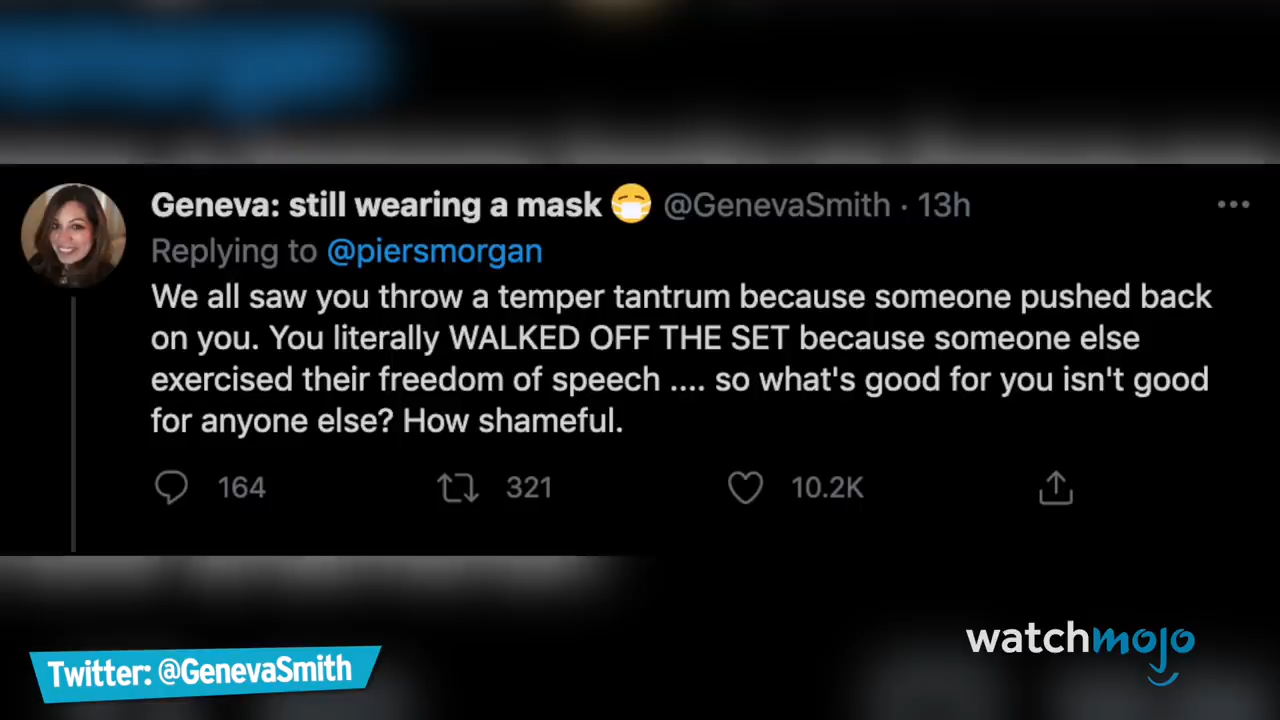 Geneva: still wearing a mask 😷 @GenevaSmith · 13h
Replying to @piersmorgan
We all saw you throw a temper tantrum because someone pushed back
on you. You literally WALKED OFF THE SET because someone else
exercised their freedom of speech .... so what's good for you isn't good
for anyone else? How shameful.
164 321 10.2K
watchmojo
Twitter: @GenevaSmith